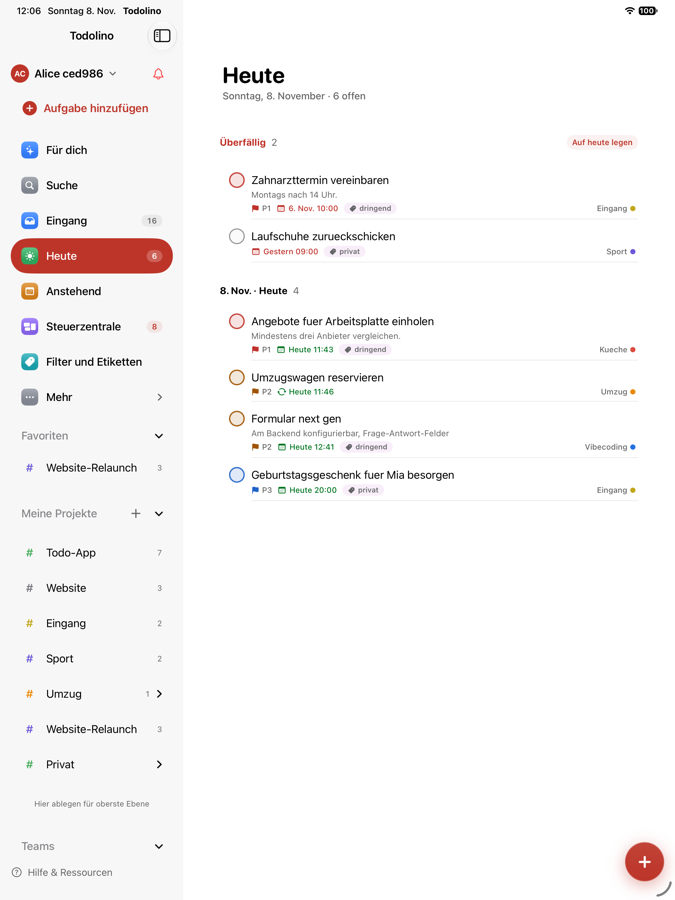 12:06 Sonntag 8. Nov. Todolino
100
Todolino
AC Alice ced986
Aufgabe hinzufügen
Für dich
Suche
Eingang 16
Heute 6
Anstehend
Steuerzentrale 8
Filter und Etiketten
Mehr
Favoriten
# Website-Relaunch 3
Meine Projekte
# Todo-App 7
# Website 3
# Eingang 2
# Sport 2
# Umzug 1
# Website-Relaunch 3
# Privat
Hier ablegen für oberste Ebene
Teams
Hilfe & Ressourcen
Heute
Sonntag, 8. November · 6 offen
Überfällig 2 Auf heute legen
Zahnarzttermin vereinbaren
Montags nach 14 Uhr.
P1 6. Nov. 10:00 dringend Eingang
Laufschuhe zurueckschicken
Gestern 09:00 privat Sport
8. Nov. · Heute 4
Angebote fuer Arbeitsplatte einholen
Mindestens drei Anbieter vergleichen.
P1 Heute 11:43 dringend Kueche
Umzugswagen reservieren
P2 Heute 11:46 Umzug
Formular next gen
Am Backend konfigurierbar, Frage-Antwort-Felder
P2 Heute 12:41 dringend Vibecoding
Geburtstagsgeschenk fuer Mia besorgen
P3 Heute 20:00 privat Eingang